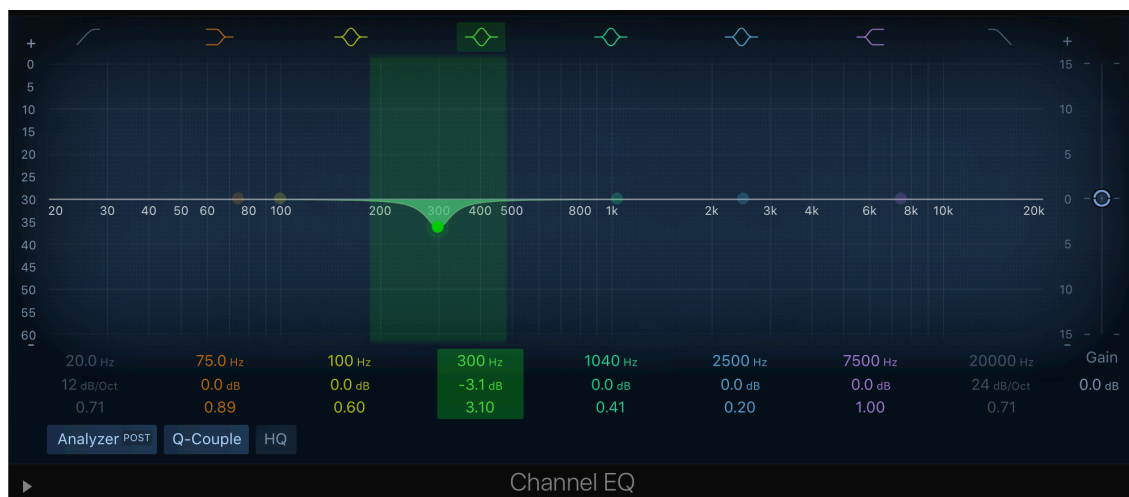 + +
0 15
5
10 10
15
20 5
25
30 0
20 30 40 50 60 80 100 200 300 400 500 800 1k 2k 3k 4k 6k 8k 10k 20k
35
40 5
45
50 10
55
60 15
- -
20.0 Hz 75.0 Hz 100 Hz 300 Hz 1040 Hz 2500 Hz 7500 Hz 20000 Hz Gain
12 dB/Oct 0.0 dB 0.0 dB -3.1 dB 0.0 dB 0.0 dB 0.0 dB 24 dB/Oct 0.0 dB
0.71 0.89 0.60 3.10 0.41 0.20 1.00 0.71
Analyzer POST Q-Couple HQ
Channel EQ